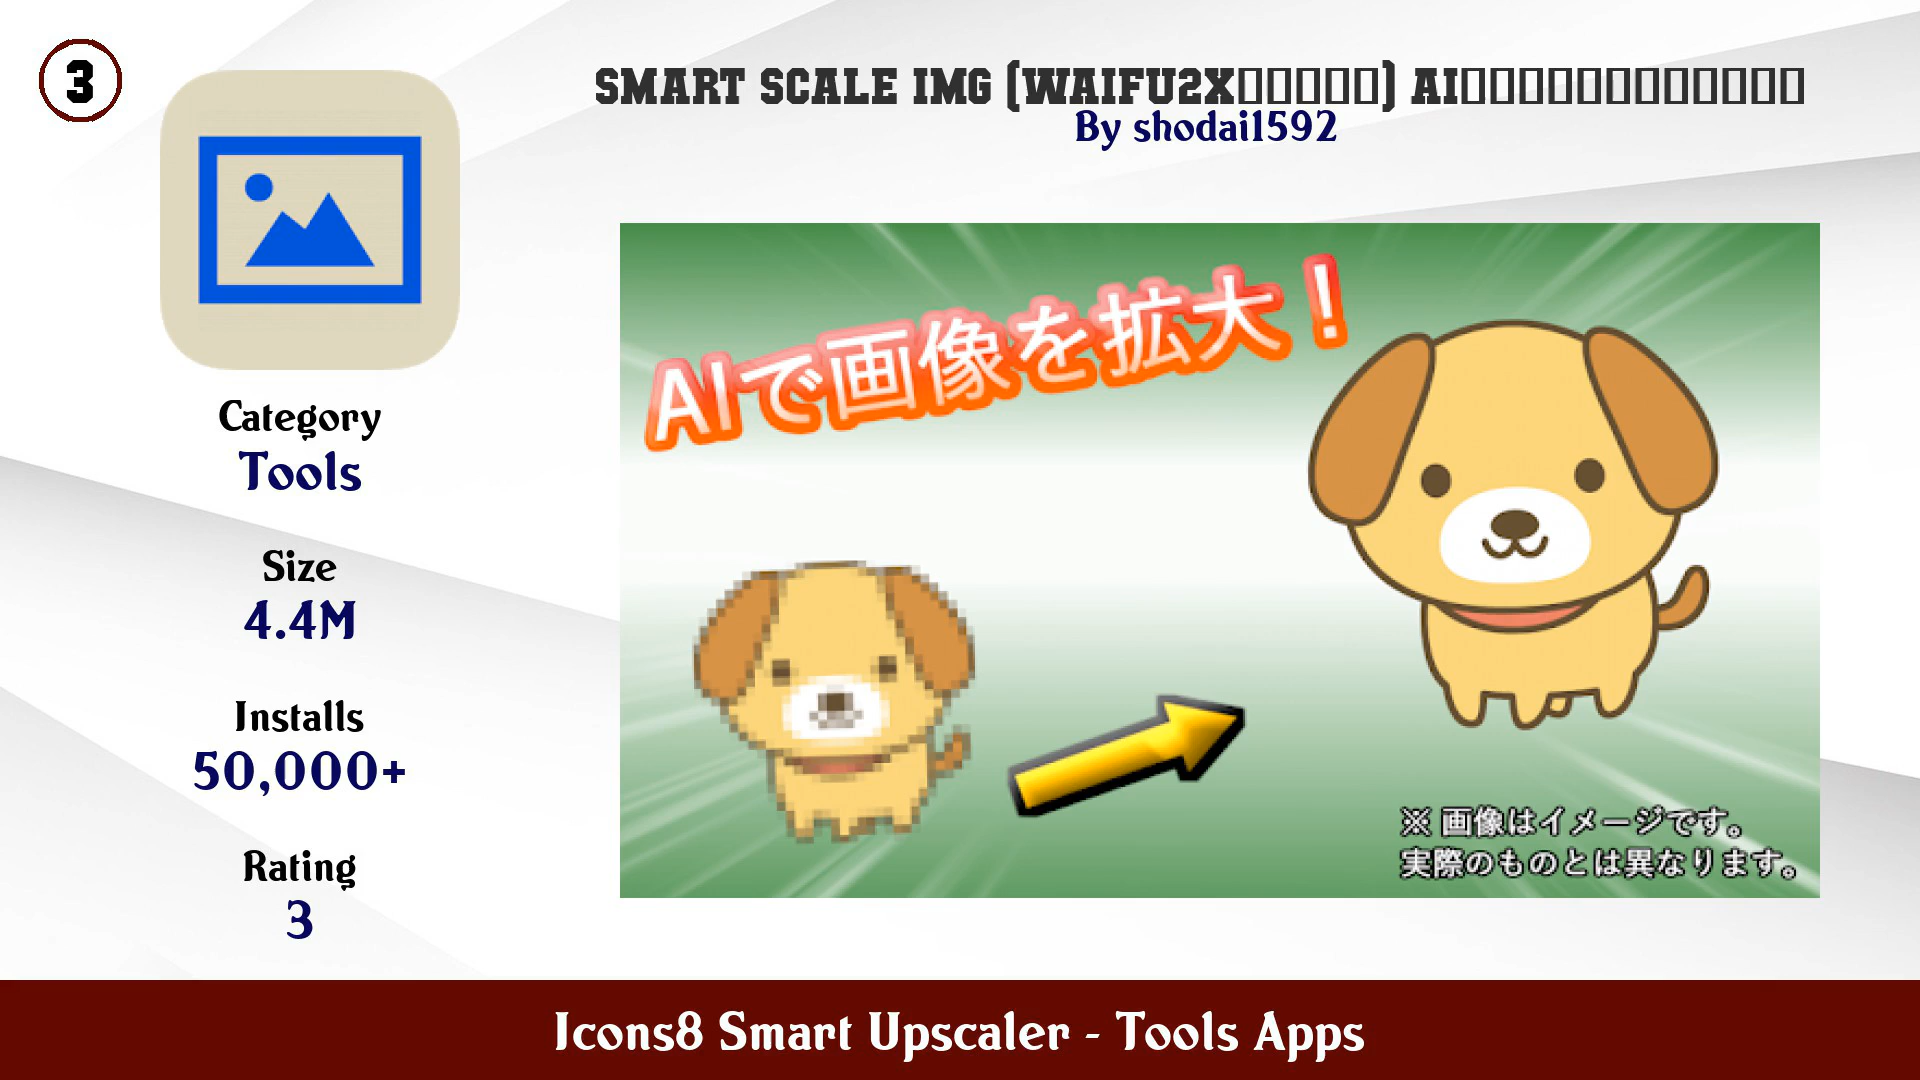 3
SMART SCALE IMG (WAIFU2X□□□□□) AI□□□□□□□□□□□□
By shodai1592
Category
Tools
Size
4.4M
Installs
50,000+
Rating
3
AIで画像を拡大！
※ 画像はイメージです。
実際のものとは異なります。
Icons8 Smart Upscaler - Tools Apps